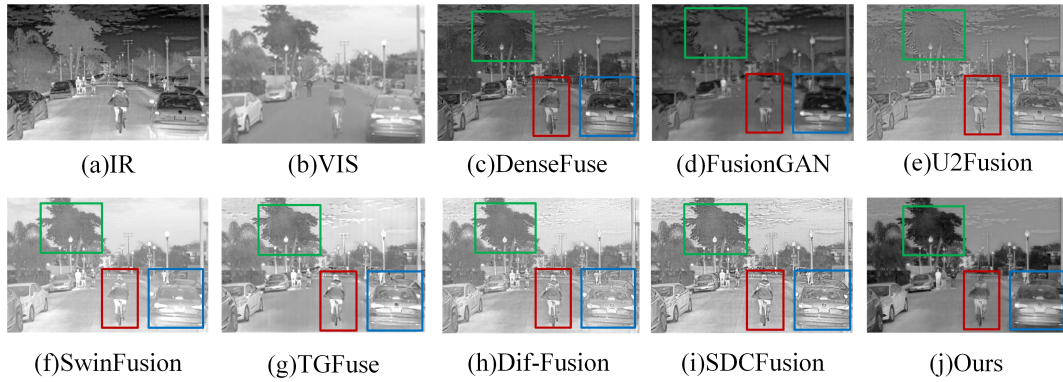 (a)IR
(b)VIS
(c)DenseFuse
(d)FusionGAN
(e)U2Fusion
(f)SwinFusion
(g)TGFuse
(h)Dif-Fusion
(i)SDCFusion
(j)Ours